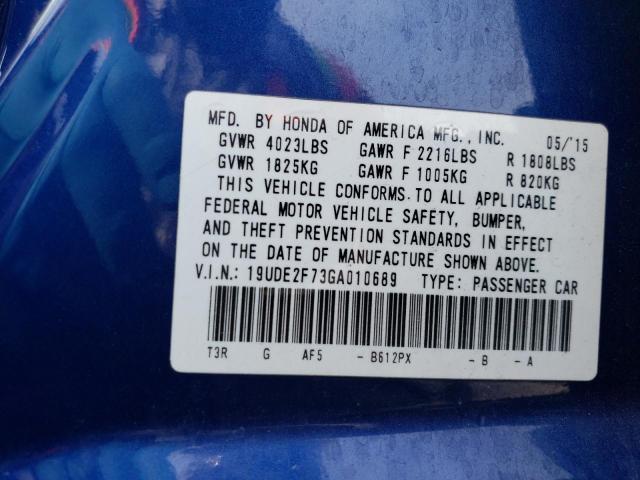 MFD. BY HONDA OF AMERICA MFG., INC. 05/'15
GVWR 4023LBS GAWR F 2216LBS R 1808LBS
GVWR 1825KG GAWR F 1005KG R 820KG
THIS VEHICLE CONFORMS TO ALL APPLICABLE
FEDERAL MOTOR VEHICLE SAFETY, BUMPER,
AND THEFT PREVENTION STANDARDS IN EFFECT
ON THE DATE OF MANUFACTURE SHOWN ABOVE.
V.I.N.: 19UDE2F73GA010689 TYPE: PASSENGER CAR
T3R G AF5 - B612PX - B - A